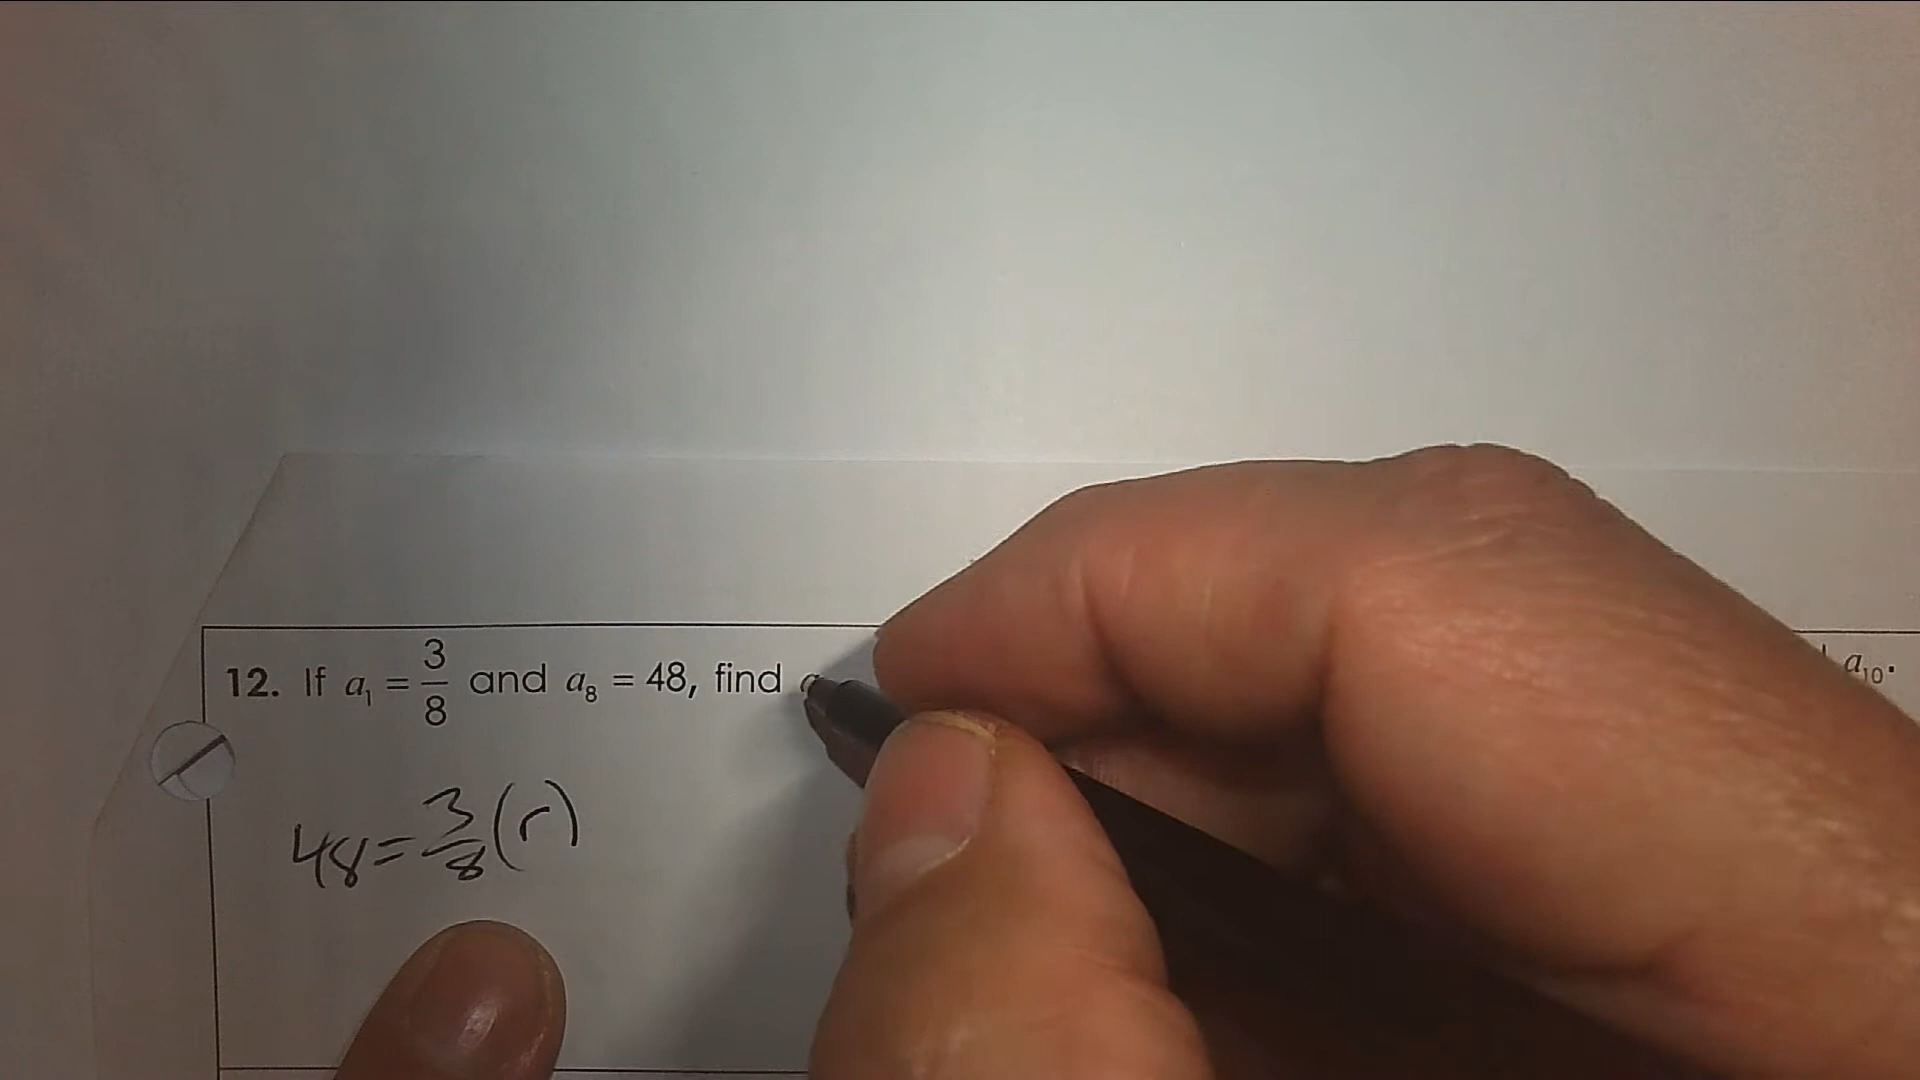 12. If a₁ = 3/8 and a₈ = 48, find a
a₁₀.
48 = 3/8 (r)